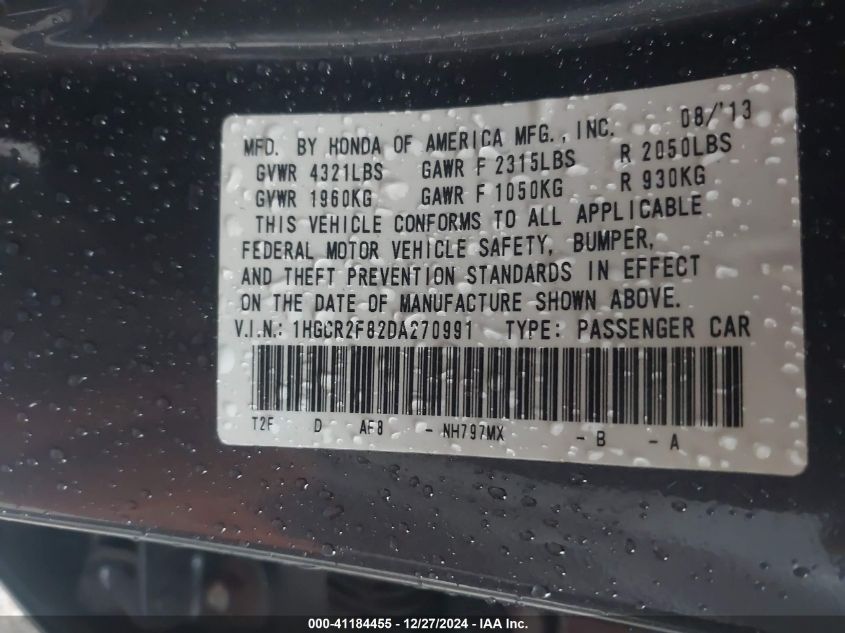 MFD. BY HONDA OF AMERICA MFG., INC. 08/'13
GVWR 4321LBS GAWR F 2315LBS R 2050LBS
GVWR 1960KG GAWR F 1050KG R 930KG
THIS VEHICLE CONFORMS TO ALL APPLICABLE
FEDERAL MOTOR VEHICLE SAFETY, BUMPER,
AND THEFT PREVENTION STANDARDS IN EFFECT
ON THE DATE OF MANUFACTURE SHOWN ABOVE.
V.I.N.: 1HGCR2F82DA270991 TYPE: PASSENGER CAR
T2F D AF8 - NH797MX - B - A
000-41184455 - 12/27/2024 - IAA Inc.